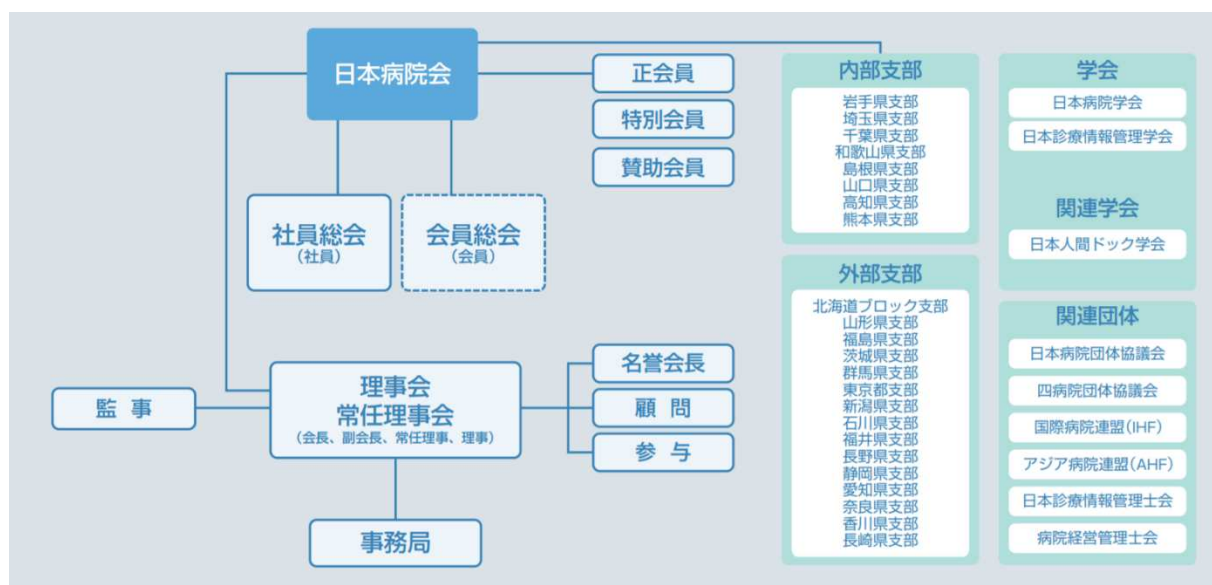 日本病院会
正会員
特別会員
賛助会員
社員総会
(社員)
会員総会
(会員)
監 事
理事会
常任理事会
(会長、副会長、常任理事、理事)
名誉会長
顧 問
参 与
事務局
内部支部
岩手県支部
埼玉県支部
千葉県支部
和歌山県支部
島根県支部
山口県支部
高知県支部
熊本県支部
外部支部
北海道ブロック支部
山形県支部
福島県支部
茨城県支部
群馬県支部
東京都支部
新潟県支部
石川県支部
福井県支部
長野県支部
静岡県支部
愛知県支部
奈良県支部
香川県支部
長崎県支部
学会
日本病院学会
日本診療情報管理学会
関連学会
日本人間ドック学会
関連団体
日本病院団体協議会
四病院団体協議会
国際病院連盟(IHF)
アジア病院連盟(AHF)
日本診療情報管理士会
病院経営管理士会